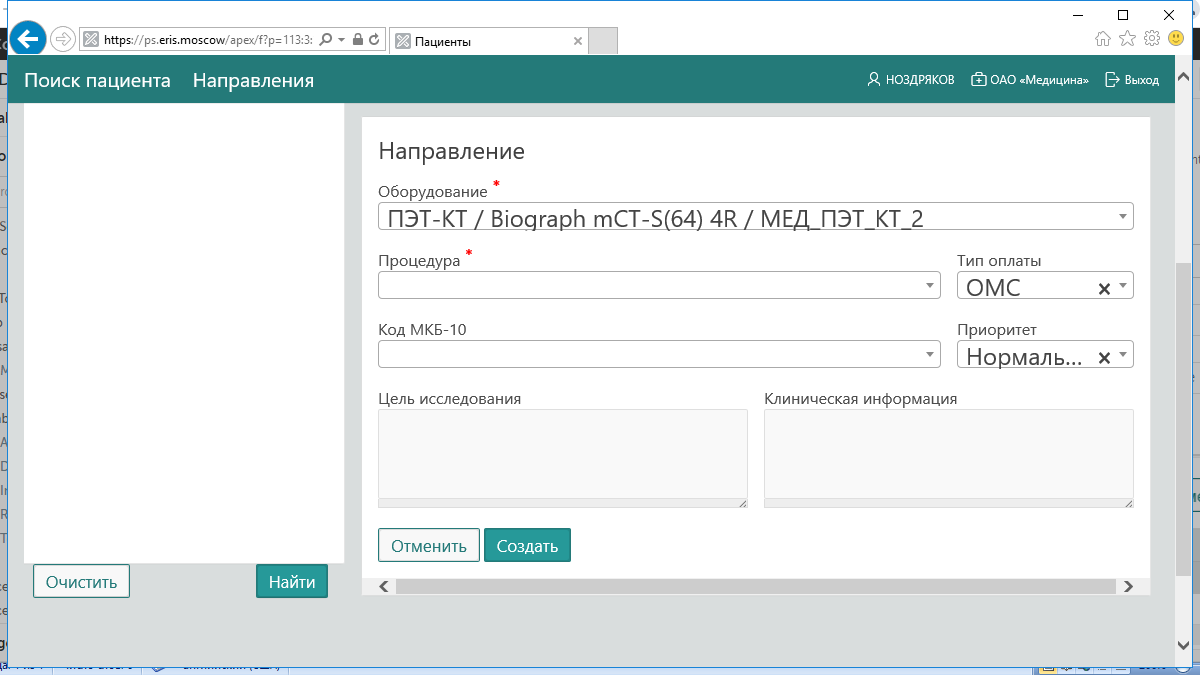 https://ps.eris.moscow/apex/f?p=113:3:
Пациенты
Поиск пациента Направления НОЗДРЯКОВ ОАО «Медицина» Выход
Направление
Оборудование *
ПЭТ-КТ / Biograph mCT-S(64) 4R / МЕД_ПЭТ_КТ_2
Процедура * Тип оплаты
ОМС
Код МКБ-10 Приоритет
Нормаль...
Цель исследования Клиническая информация
Отменить Создать
Очистить Найти